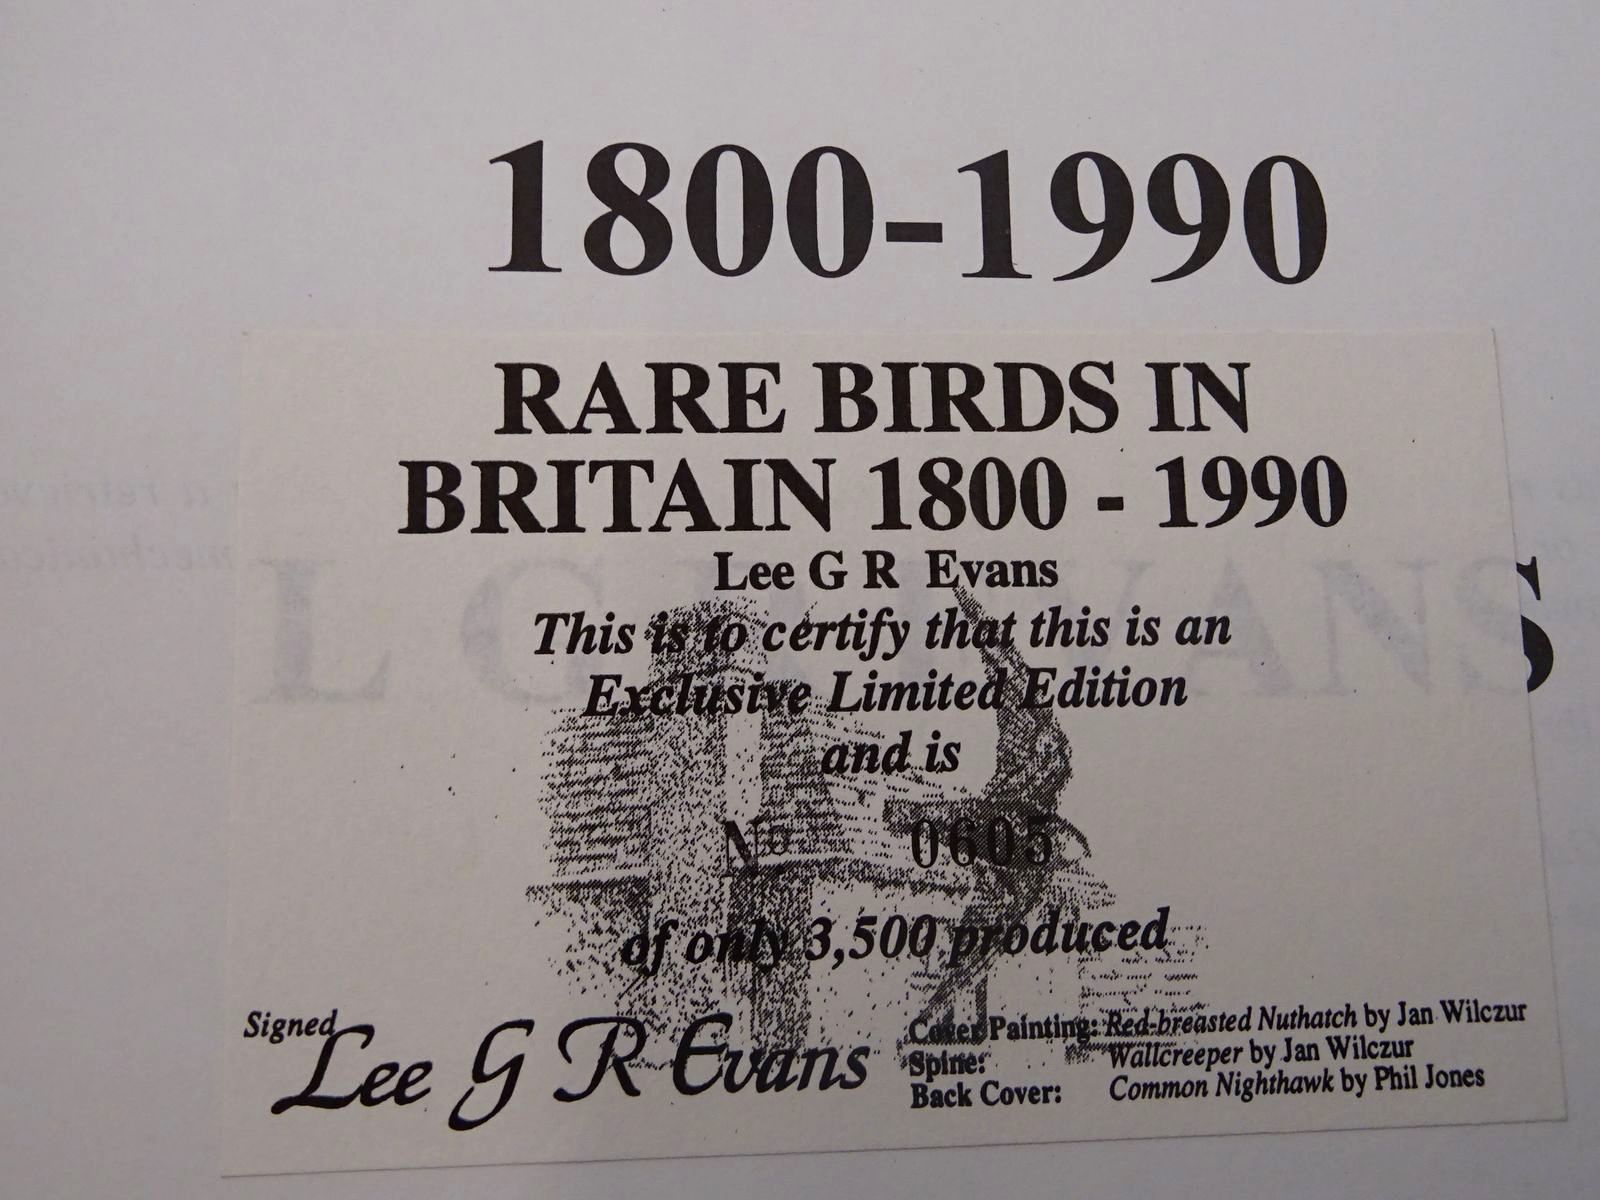 1800-1990
RARE BIRDS IN
BRITAIN 1800 - 1990
Lee G R Evans
This is to certify that this is an
Exclusive Limited Edition
and is
Nº 0605
of only 3,500 produced
Signed Lee G R Evans
Cover Painting: Red-breasted Nuthatch by Jan Wilczur
Spine: Wallcreeper by Jan Wilczur
Back Cover: Common Nighthawk by Phil Jones
S